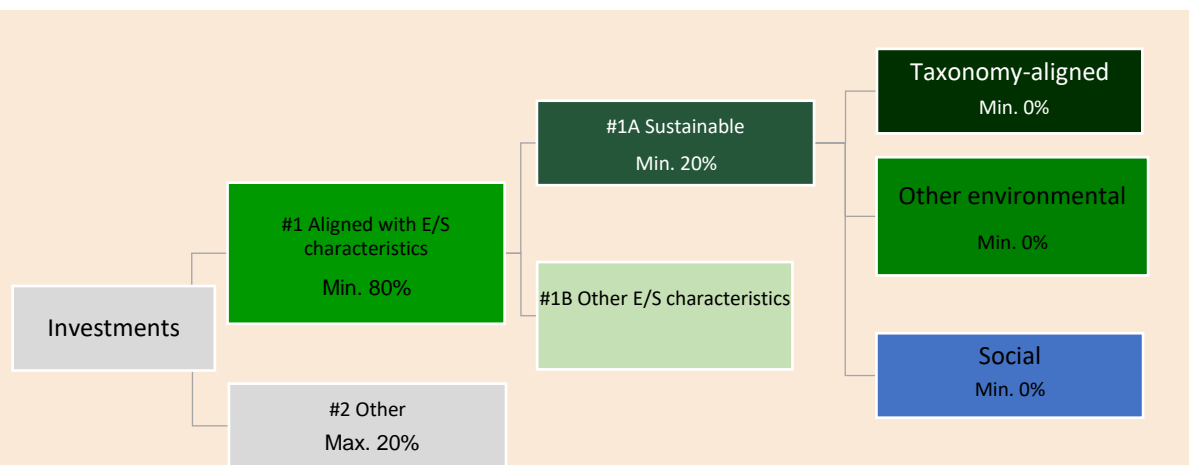 Investments
#1 Aligned with E/S
characteristics
Min. 80%
#2 Other
Max. 20%
#1A Sustainable
Min. 20%
#1B Other E/S characteristics
Taxonomy-aligned
Min. 0%
Other environmental
Min. 0%
Social
Min. 0%